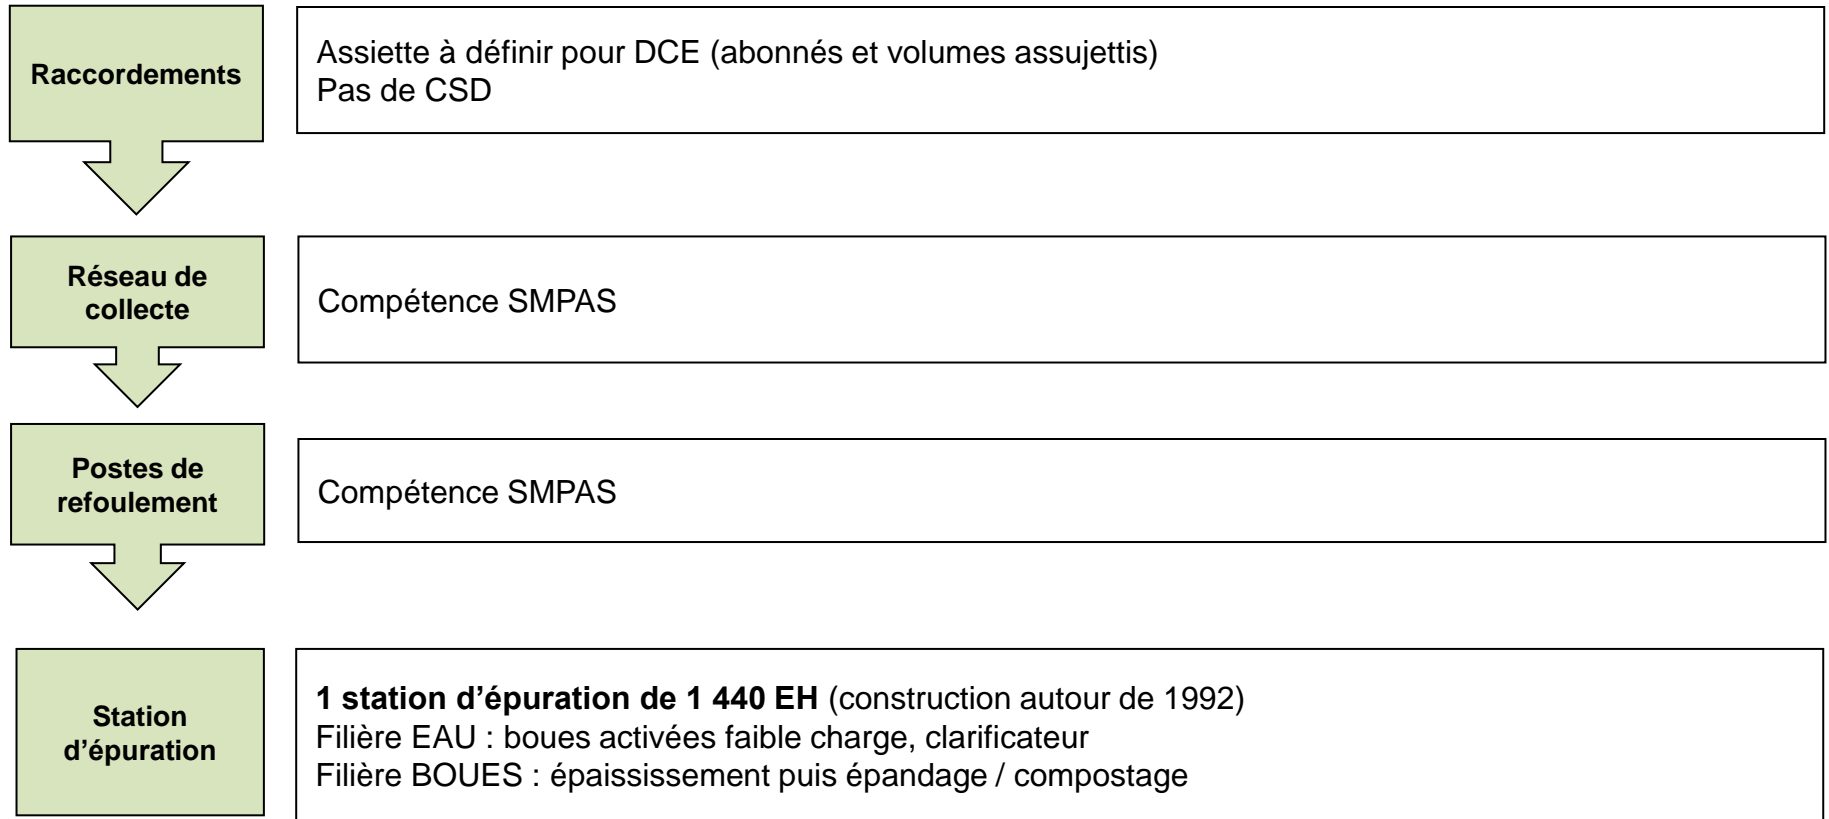 Raccordements
Assiette à définir pour DCE (abonnés et volumes assujettis)
Pas de CSD
Réseau de
collecte
Compétence SMPAS
Postes de
refoulement
Compétence SMPAS
Station
d’épuration
1 station d’épuration de 1 440 EH (construction autour de 1992)
Filière EAU : boues activées faible charge, clarificateur
Filière BOUES : épaississement puis épandage / compostage